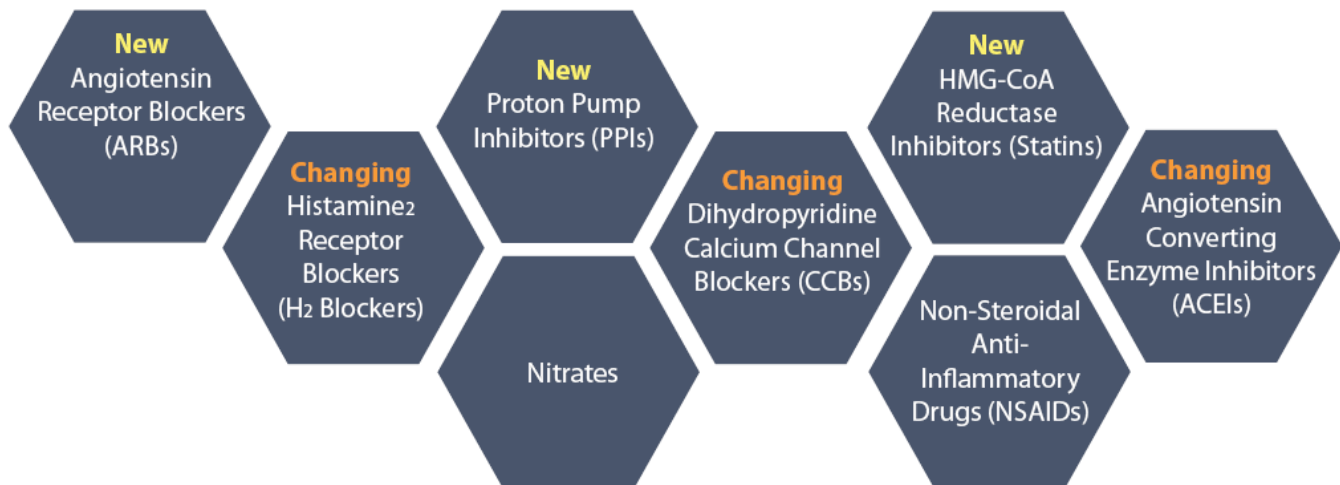 New
Angiotensin
Receptor Blockers
(ARBs)
Changing
Histamine₂
Receptor
Blockers
(H₂ Blockers)
New
Proton Pump
Inhibitors (PPIs)
Nitrates
Changing
Dihydropyridine
Calcium Channel
Blockers (CCBs)
New
HMG-CoA
Reductase
Inhibitors (Statins)
Non-Steroidal
Anti-
Inflammatory
Drugs (NSAIDs)
Changing
Angiotensin
Converting
Enzyme Inhibitors
(ACEIs)